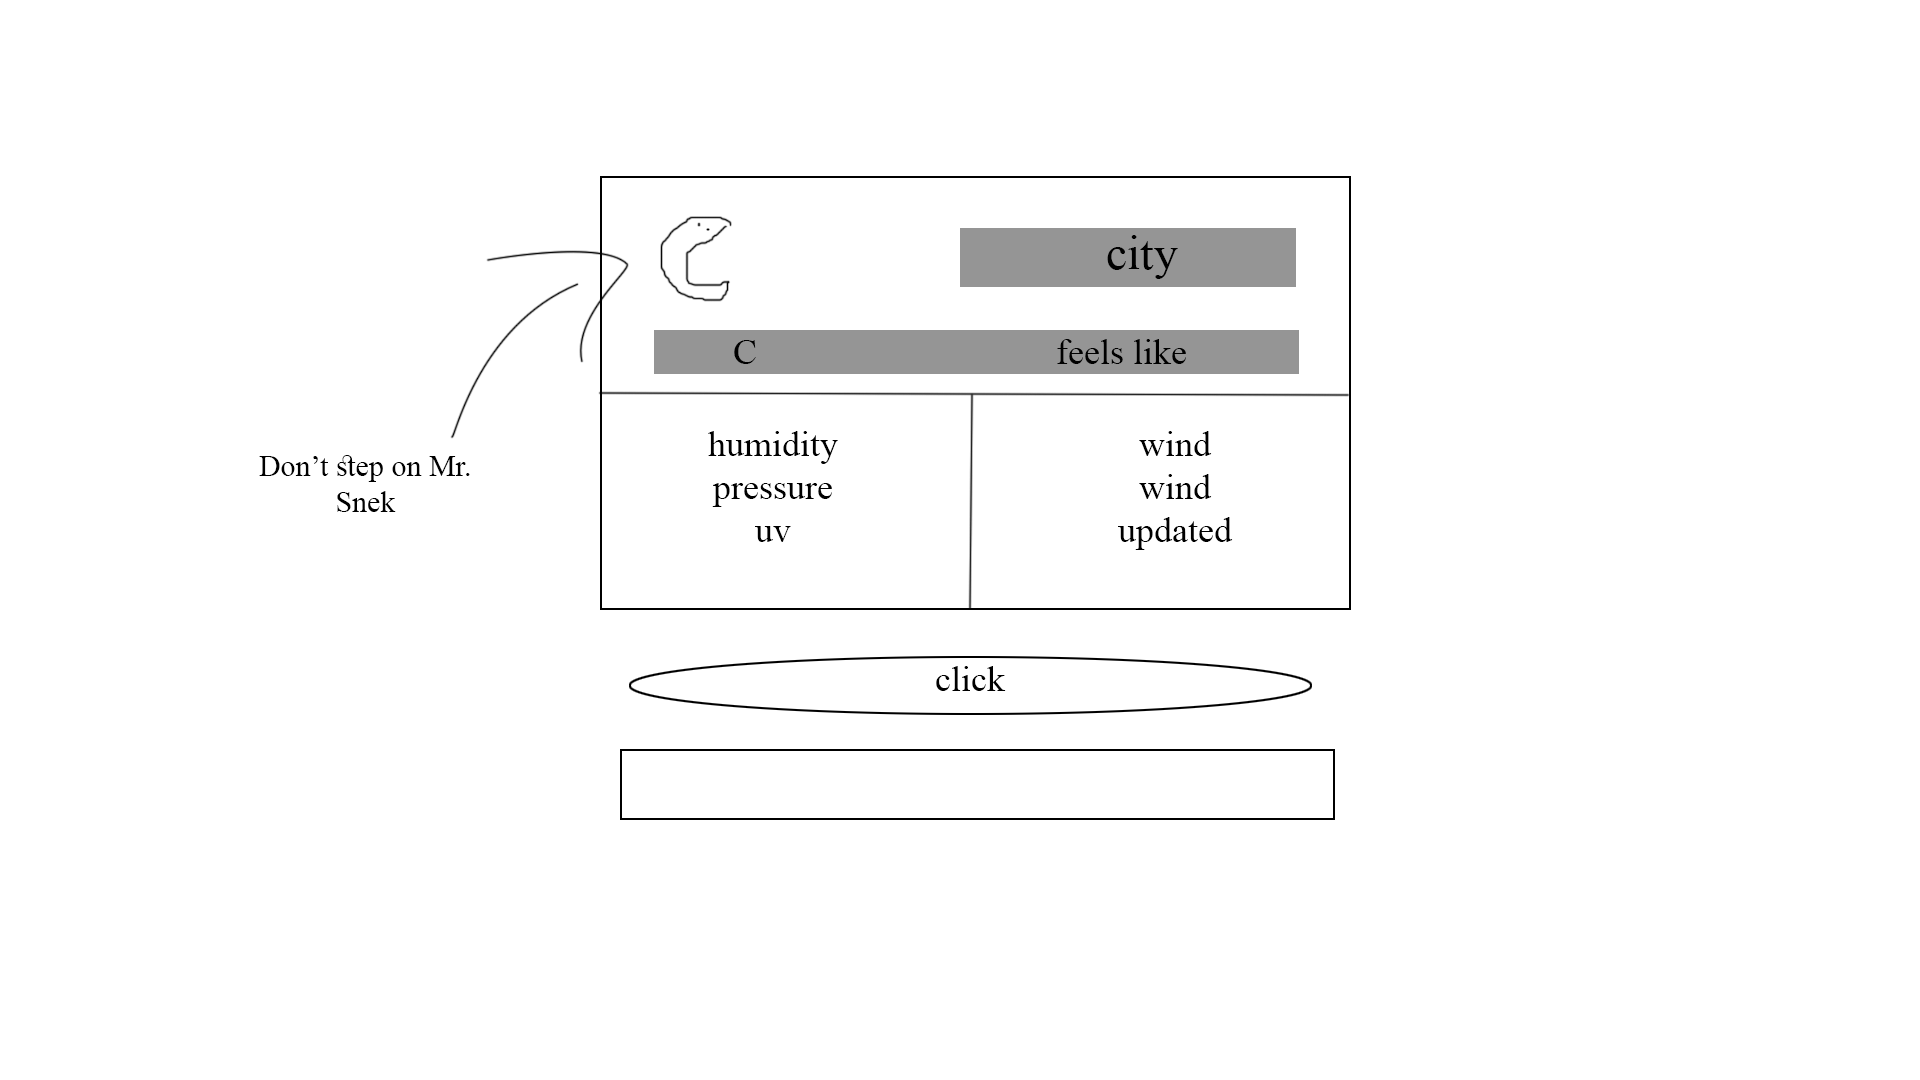 city
C
feels like
humidity
wind
pressure
wind
uv
updated
Don’t step on Mr.
Snek
click